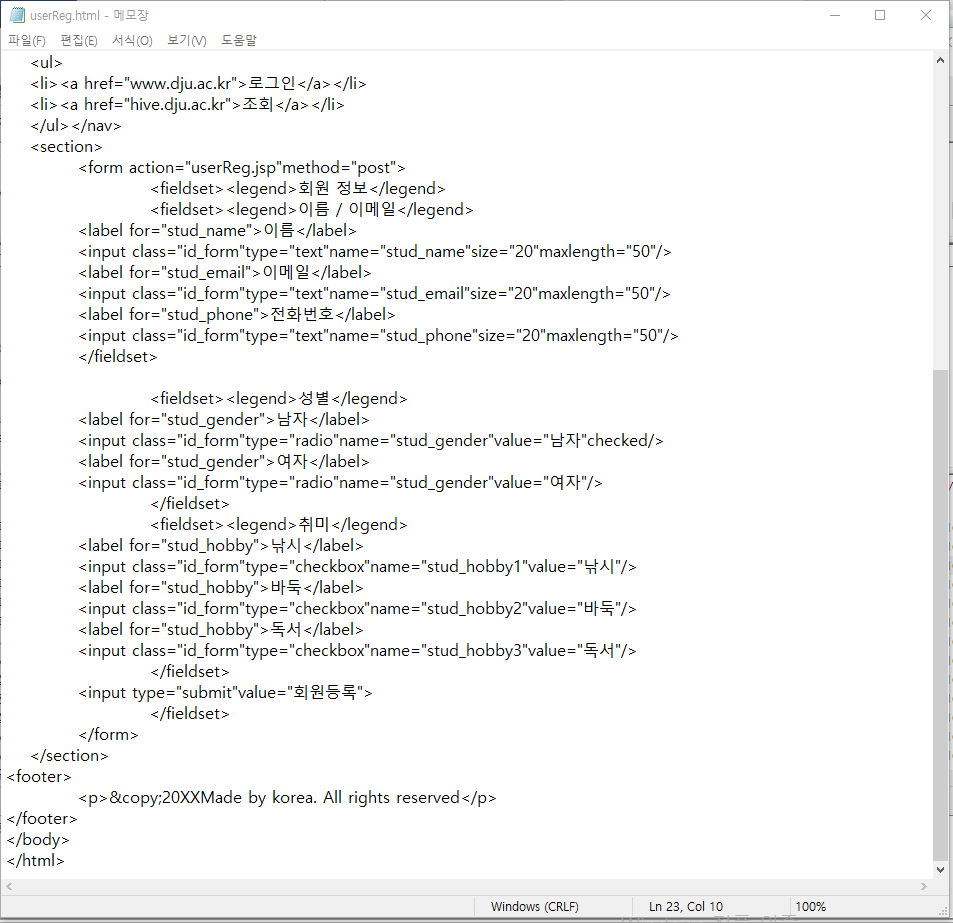 userReg.html - 메모장
파일(F) 편집(E) 서식(O) 보기(V) 도움말
<ul>
<li><a href="www.dju.ac.kr">로그인</a></li>
<li><a href="hive.dju.ac.kr">조회</a></li>
</ul></nav>
<section>
<form action="userReg.jsp"method="post">
<fieldset><legend>회원 정보</legend>
<fieldset><legend>이름 / 이메일</legend>
<label for="stud_name">이름</label>
<input class="id_form"type="text"name="stud_name"size="20"maxlength="50"/>
<label for="stud_email">이메일</label>
<input class="id_form"type="text"name="stud_email"size="20"maxlength="50"/>
<label for="stud_phone">전화번호</label>
<input class="id_form"type="text"name="stud_phone"size="20"maxlength="50"/>
</fieldset>
<fieldset><legend>성별</legend>
<label for="stud_gender">남자</label>
<input class="id_form"type="radio"name="stud_gender"value="남자"checked/>
<label for="stud_gender">여자</label>
<input class="id_form"type="radio"name="stud_gender"value="여자"/>
</fieldset>
<fieldset><legend>취미</legend>
<label for="stud_hobby">낚시</label>
<input class="id_form"type="checkbox"name="stud_hobby1"value="낚시"/>
<label for="stud_hobby">바둑</label>
<input class="id_form"type="checkbox"name="stud_hobby2"value="바둑"/>
<label for="stud_hobby">독서</label>
<input class="id_form"type="checkbox"name="stud_hobby3"value="독서"/>
</fieldset>
<input type="submit"value="회원등록">
</fieldset>
</form>
</section>
<footer>
<p>&copy;20XXMade by korea. All rights reserved</p>
</footer>
</body>
</html>
Windows (CRLF) Ln 23, Col 10 100%